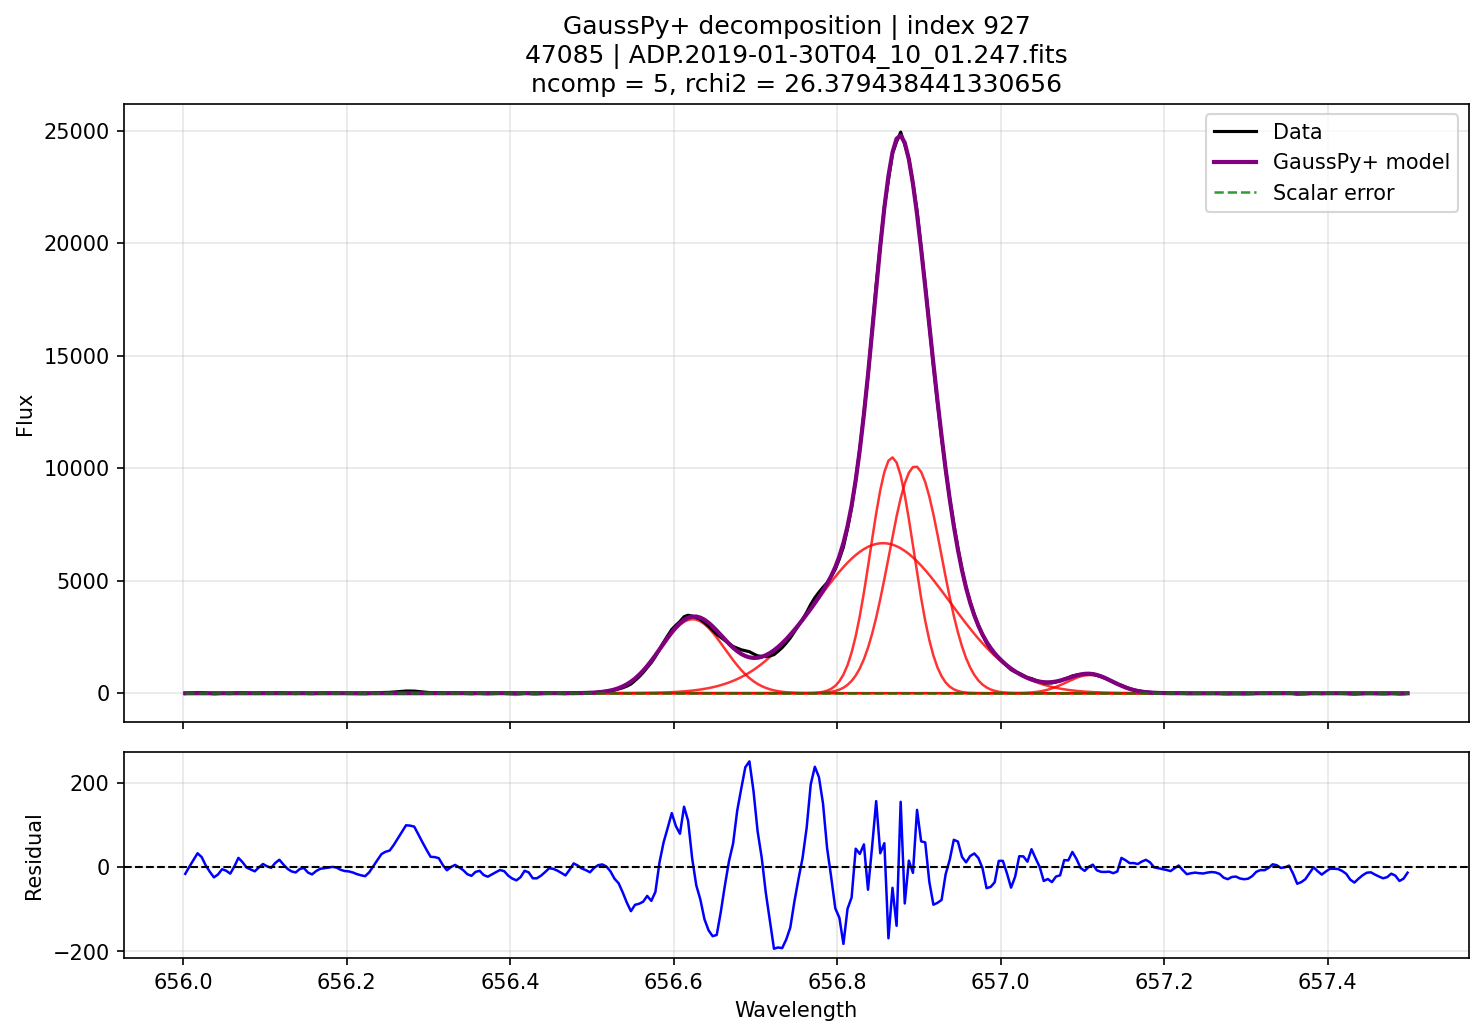 GaussPy+ decomposition | index 927
47085 | ADP.2019-01-30T04_10_01.247.fits
ncomp = 5, rchi2 = 26.379438441330656
Data
GaussPy+ model
Scalar error
Flux
25000
20000
15000
10000
5000
0
Residual
200
0
−200
656.0
656.2
656.4
656.6
656.8
657.0
657.2
657.4
Wavelength